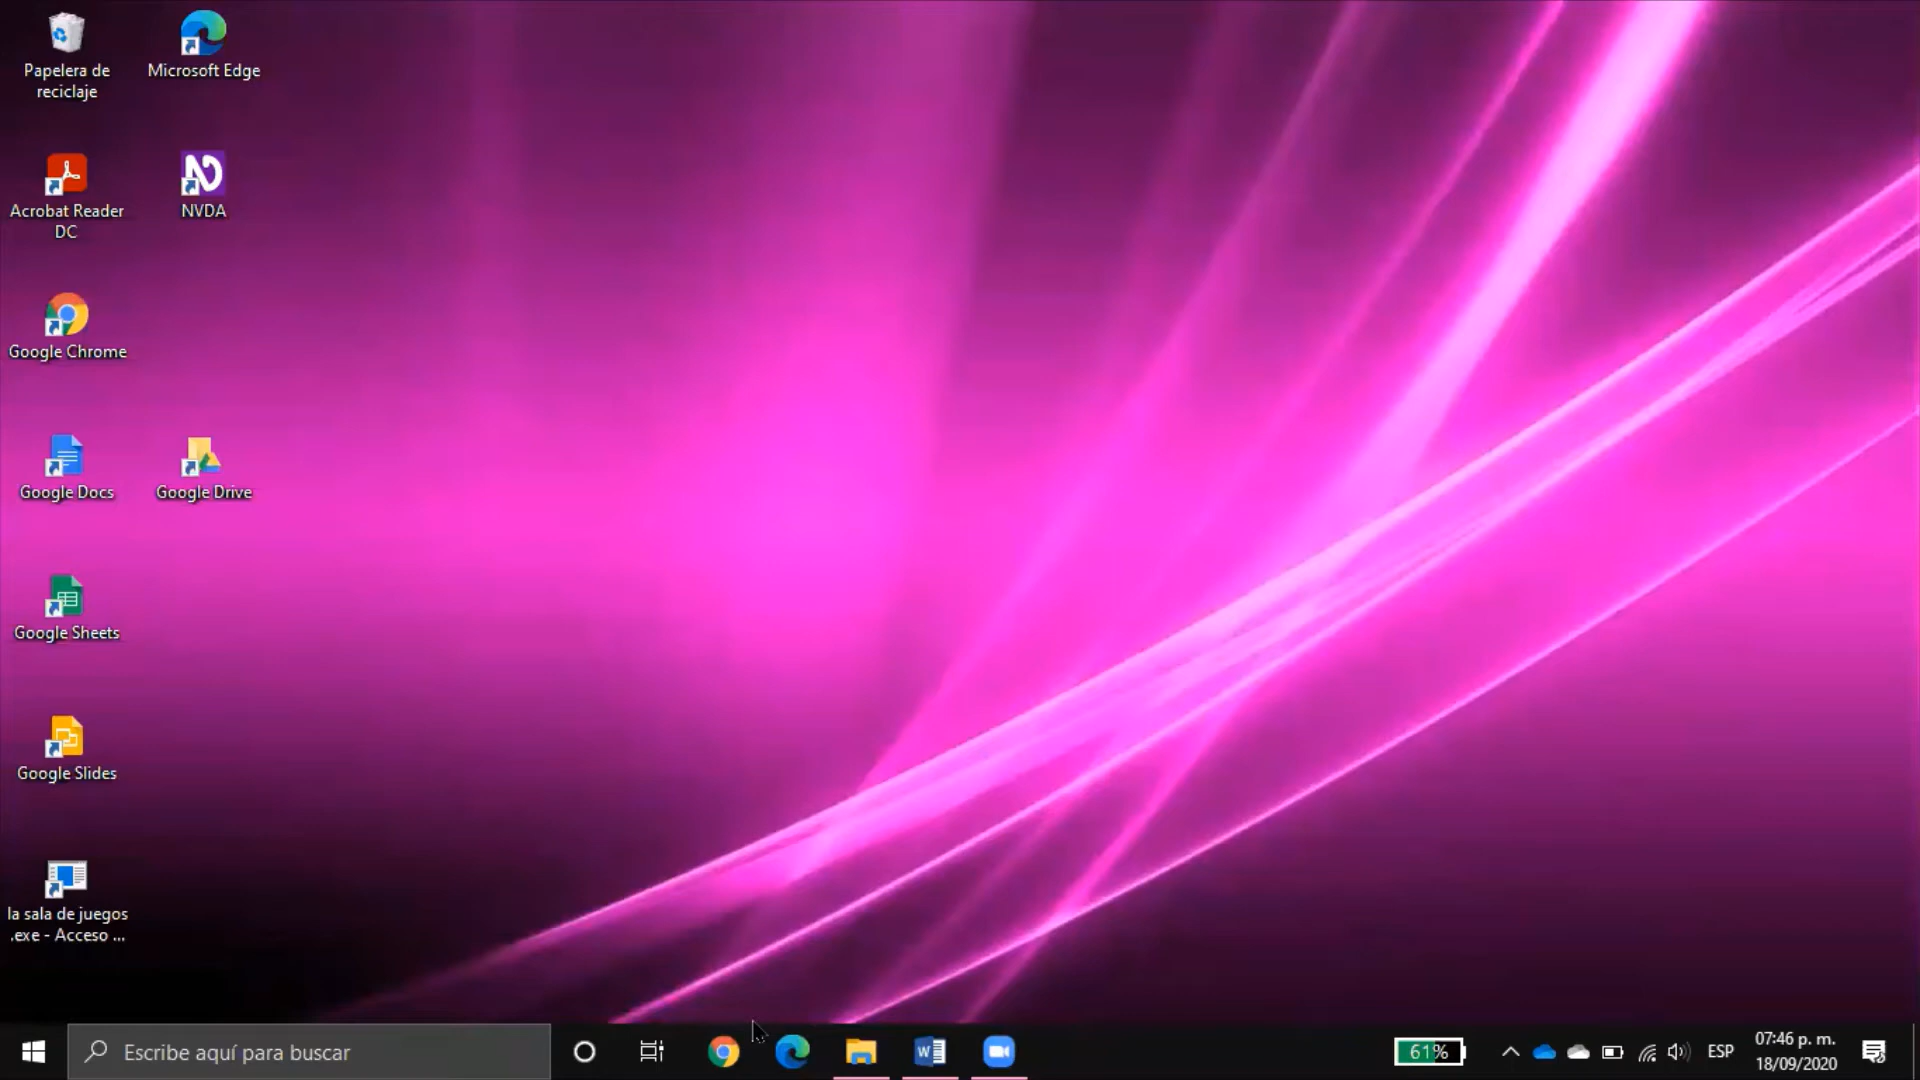 Papelera de
reciclaje
Microsoft Edge
Acrobat Reader
DC
NVDA
Google Chrome
Google Docs
Google Drive
Google Sheets
Google Slides
la sala de juegos
.exe - Acceso ...
Escribe aquí para buscar
61%
ESP
07:46 p. m.
18/09/2020